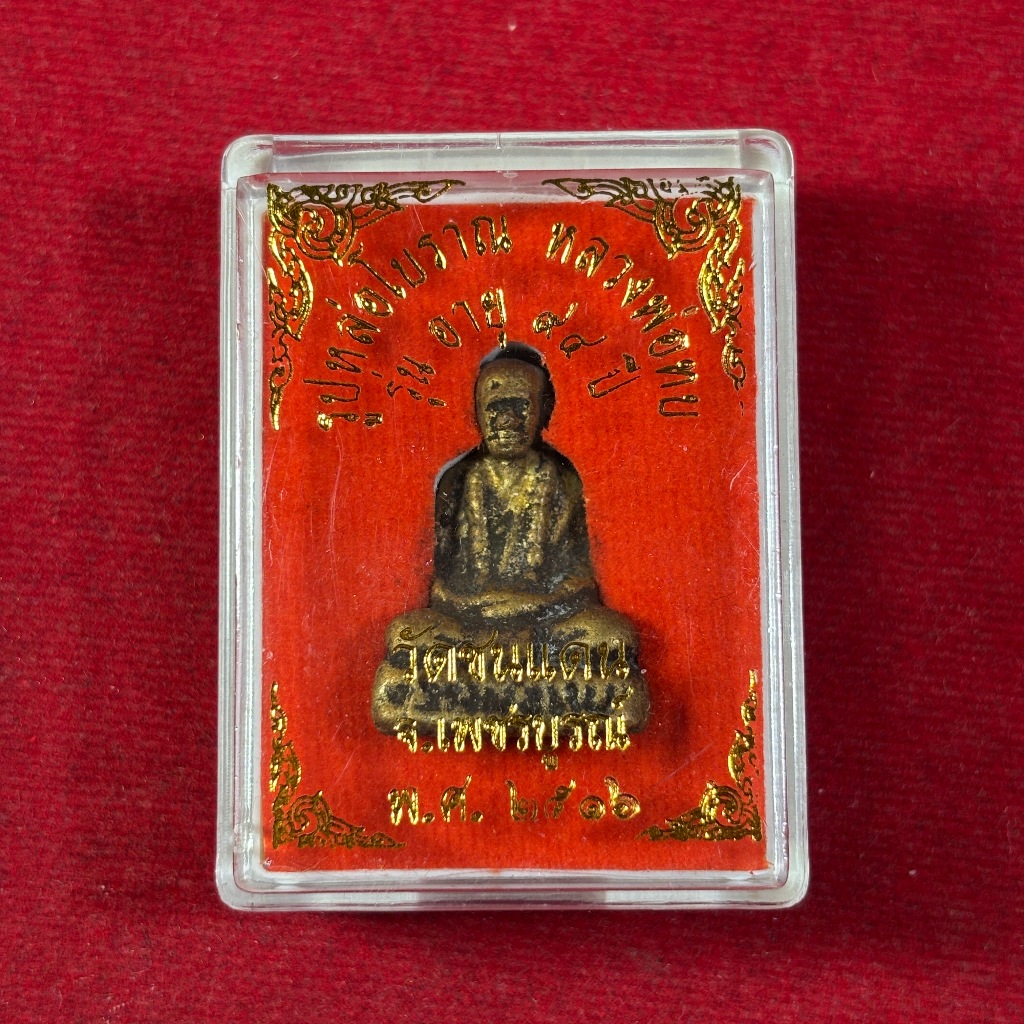 รูปหล่อโบราณ หลวงพ่อทบ
รุ่น อายุ ๙๔ ปี
วัดชนแดน
จ.เพชรบูรณ์
พ.ศ. ๒๕๑๖